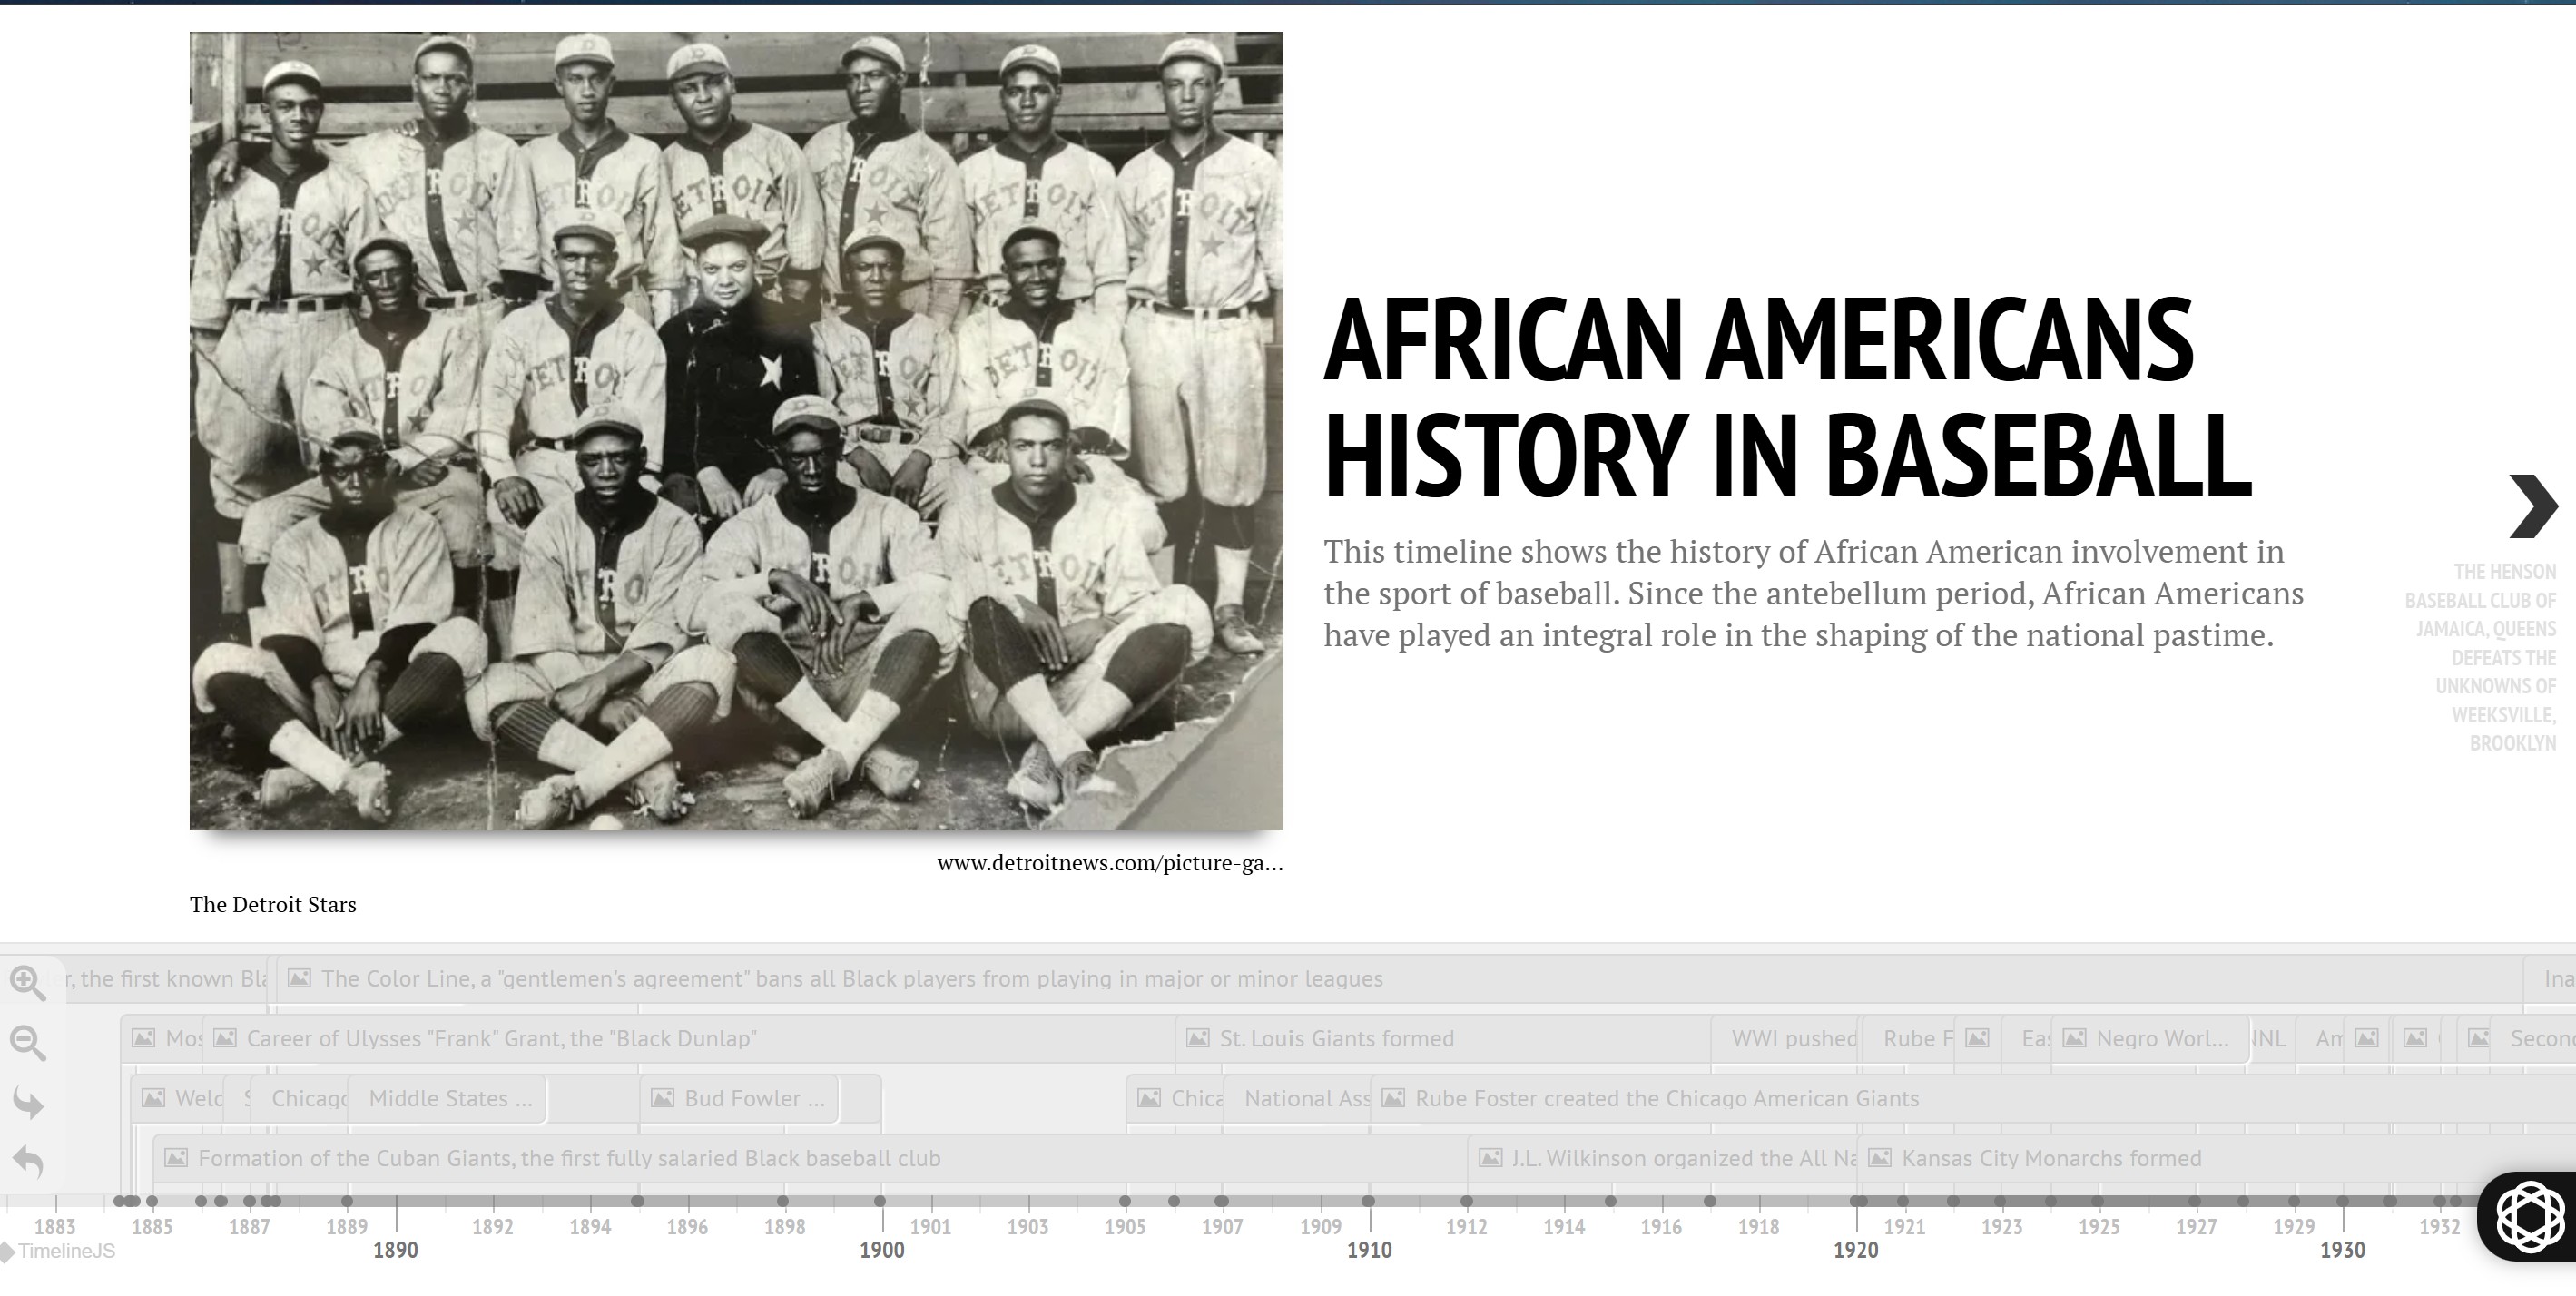 AFRICAN AMERICANS
HISTORY IN BASEBALL
This timeline shows the history of African American involvement in
the sport of baseball. Since the antebellum period, African Americans
have played an integral role in the shaping of the national pastime.
THE HENSON
BASEBALL CLUB OF
JAMAICA, QUEENS
DEFEATS THE
UNKNOWNS OF
WEEKSVILLE,
BROOKLYN
DETROIT
www.detroitnews.com/picture-ga...
The Detroit Stars
r, the first known Bla
The Color Line, a "gentlemen's agreement" bans all Black players from playing in major or minor leagues
Ina
Mos
Career of Ulysses "Frank" Grant, the "Black Dunlap"
St. Louis Giants formed
WWI pushed
Rube F
Eas
Negro Worl...
NNL
Am
Secon
Welc
S
Chicago
Middle States ...
Bud Fowler ...
Chica
National Ass
Rube Foster created the Chicago American Giants
Formation of the Cuban Giants, the first fully salaried Black baseball club
J.L. Wilkinson organized the All Na
Kansas City Monarchs formed
1883 1885 1887 1889 1892 1894 1896 1898 1901 1903 1905 1907 1909 1912 1914 1916 1918 1921 1923 1925 1927 1929 1932
TimelineJS
1890 1900 1910 1920 1930